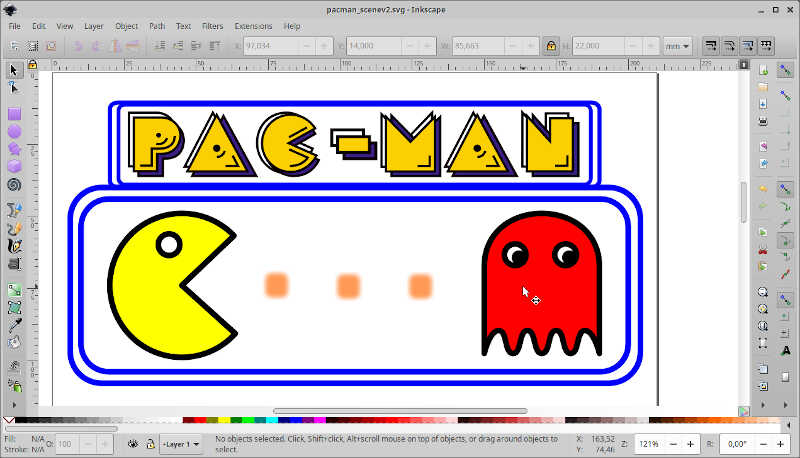 pacman_scenev2.svg - Inkscape
File Edit View Layer Object Path Text Filters Extensions Help
X: 97,034 Y: 14,000 W: 85,663 H: 22,000 mm
PAC-MAN
Fill: N/A O: 100 Layer 1 No objects selected. Click, Shift+click, Alt+scroll mouse on top of objects, or drag around objects to X: 163,52 Z: 121% R: 0,00°
Stroke: N/A select. Y: 74,46